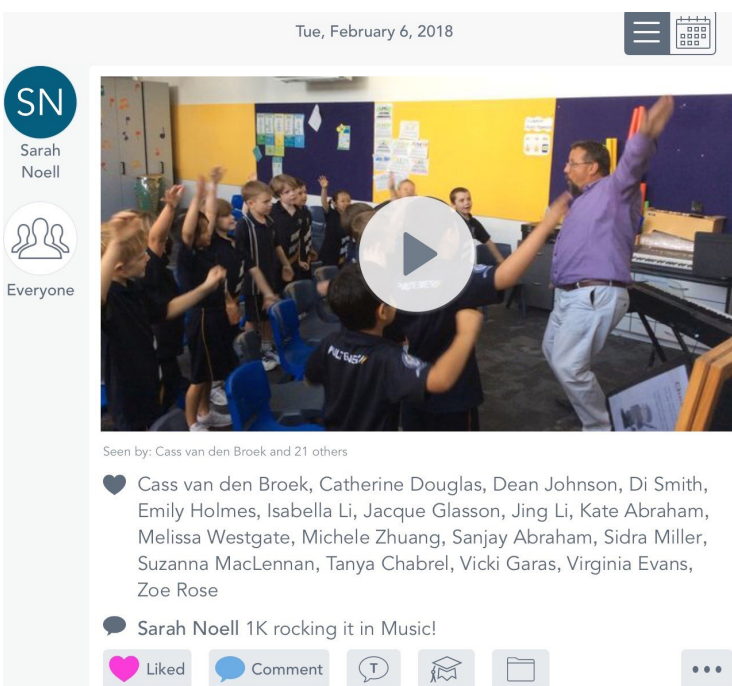 Tue, February 6, 2018
SN
Sarah
Noell
Everyone
Seen by: Cass van den Broek and 21 others
Cass van den Broek, Catherine Douglas, Dean Johnson, Di Smith,
Emily Holmes, Isabella Li, Jacque Glasson, Jing Li, Kate Abraham,
Melissa Westgate, Michele Zhuang, Sanjay Abraham, Sidra Miller,
Suzanna MacLennan, Tanya Chabrel, Vicki Garas, Virginia Evans,
Zoe Rose
Sarah Noell 1K rocking it in Music!
Liked Comment T